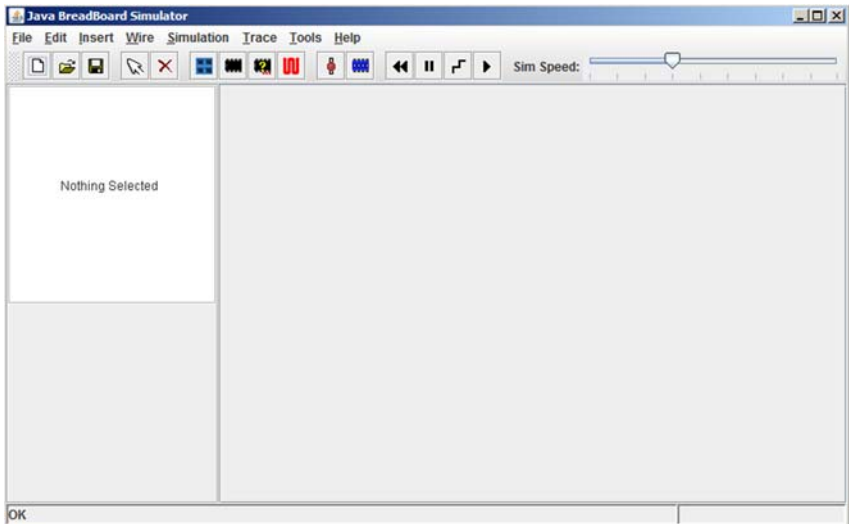 Java BreadBoard Simulator
File Edit Insert Wire Simulation Trace Tools Help
Sim Speed:
Nothing Selected
OK